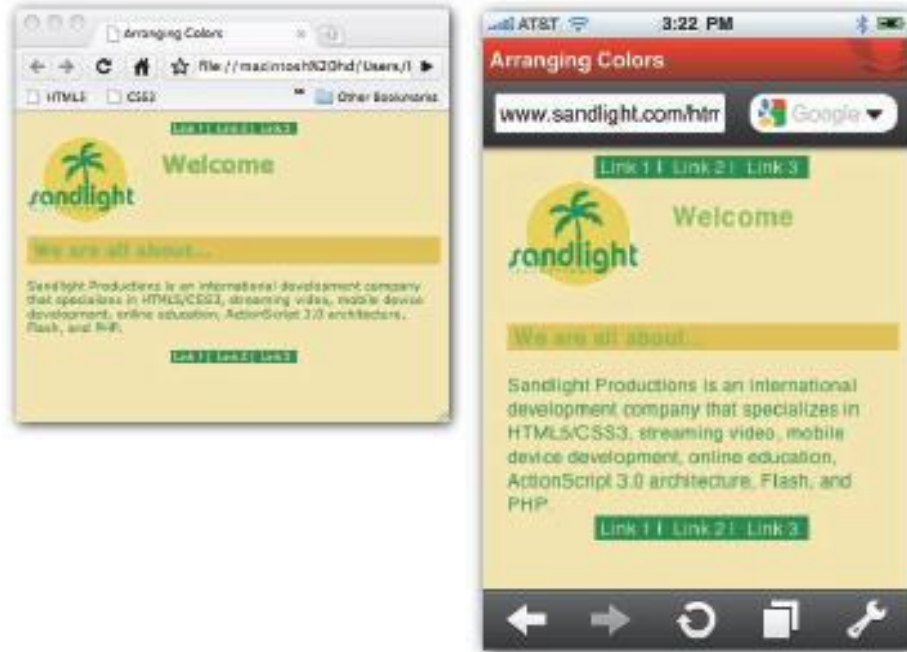 Arranging Colors
file://macintosh%20hd/Users/
HTML5 CSS3 Other Bookmarks
Link 1 | Link 2 | Link 3
sandlight
Welcome
We are all about...
Sandlight Productions is an international development company
that specializes in HTML5/CSS3, streaming video, mobile device
development, online education, ActionScript 3.0 architecture,
Flash, and PHP.
Link 1 | Link 2 | Link 3
AT&T 3:22 PM
Arranging Colors
www.sandlight.com/htm Google
Link 1 | Link 2 | Link 3
sandlight
Welcome
We are all about...
Sandlight Productions is an international
development company that specializes in
HTML5/CSS3, streaming video, mobile
device development, online education,
ActionScript 3.0 architecture, Flash, and
PHP.
Link 1 | Link 2 | Link 3